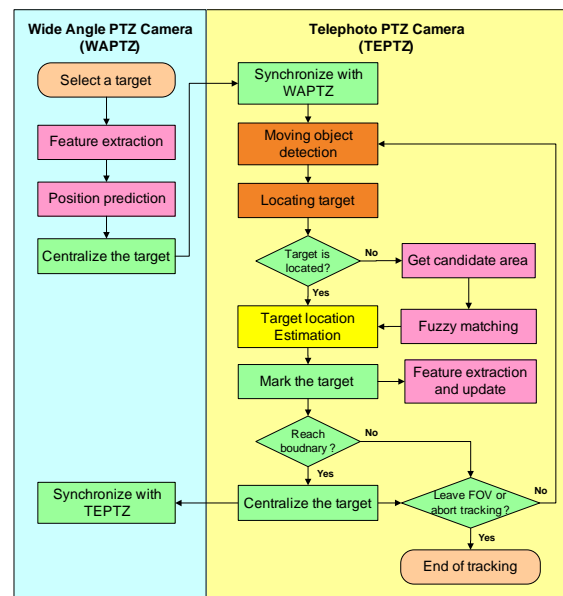 Wide Angle PTZ Camera
(WAPTZ)
Select a target
Feature extraction
Position prediction
Centralize the target
Synchronize with
TEPTZ
Telephoto PTZ Camera
(TEPTZ)
Synchronize with
WAPTZ
Moving object
detection
Locating target
Target is
located?
No
Get candidate area
Yes
Fuzzy matching
Target location
Estimation
Mark the target
Feature extraction
and update
Reach
boudnary?
No
Yes
Centralize the target
Leave FOV or
abort tracking?
No
Yes
End of tracking